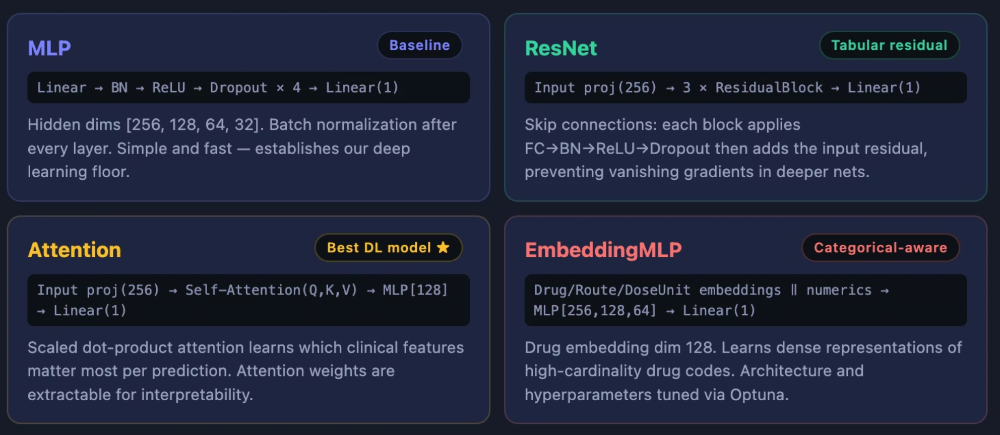 MLP
Baseline
Linear → BN → ReLU → Dropout × 4 → Linear(1)
Hidden dims [256, 128, 64, 32]. Batch normalization after
every layer. Simple and fast — establishes our deep
learning floor.
ResNet
Tabular residual
Input proj(256) → 3 × ResidualBlock → Linear(1)
Skip connections: each block applies
FC→BN→ReLU→Dropout then adds the input residual,
preventing vanishing gradients in deeper nets.
Attention
Best DL model ★
Input proj(256) → Self-Attention(Q,K,V) → MLP[128]
→ Linear(1)
Scaled dot-product attention learns which clinical features
matter most per prediction. Attention weights are
extractable for interpretability.
EmbeddingMLP
Categorical-aware
Drug/Route/DoseUnit embeddings ‖ numerics →
MLP[256,128,64] → Linear(1)
Drug embedding dim 128. Learns dense representations of
high-cardinality drug codes. Architecture and
hyperparameters tuned via Optuna.